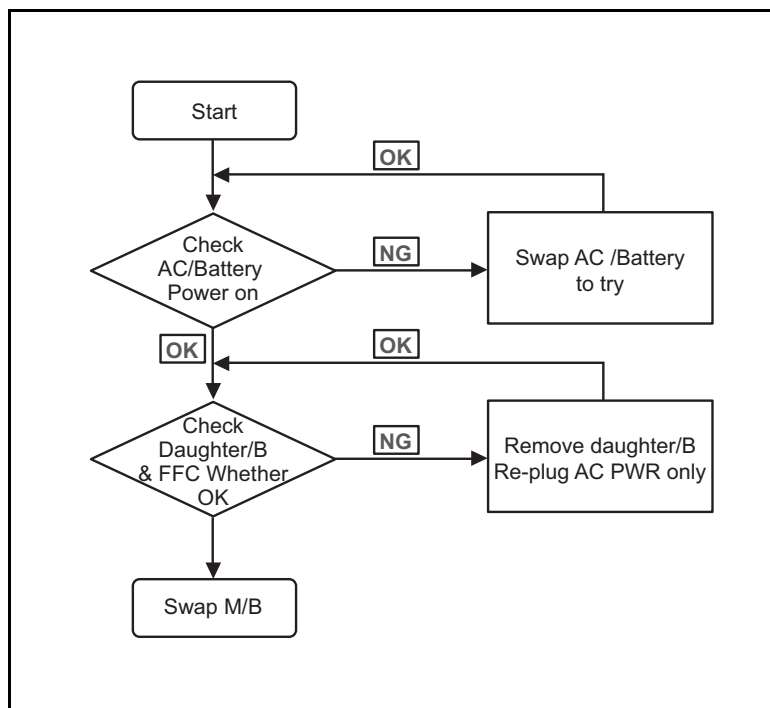 Start
OK
Check
AC/Battery
Power on
NG
Swap AC /Battery
to try
OK
OK
Check
Daughter/B
& FFC Whether
OK
NG
Remove daughter/B
Re-plug AC PWR only
Swap M/B